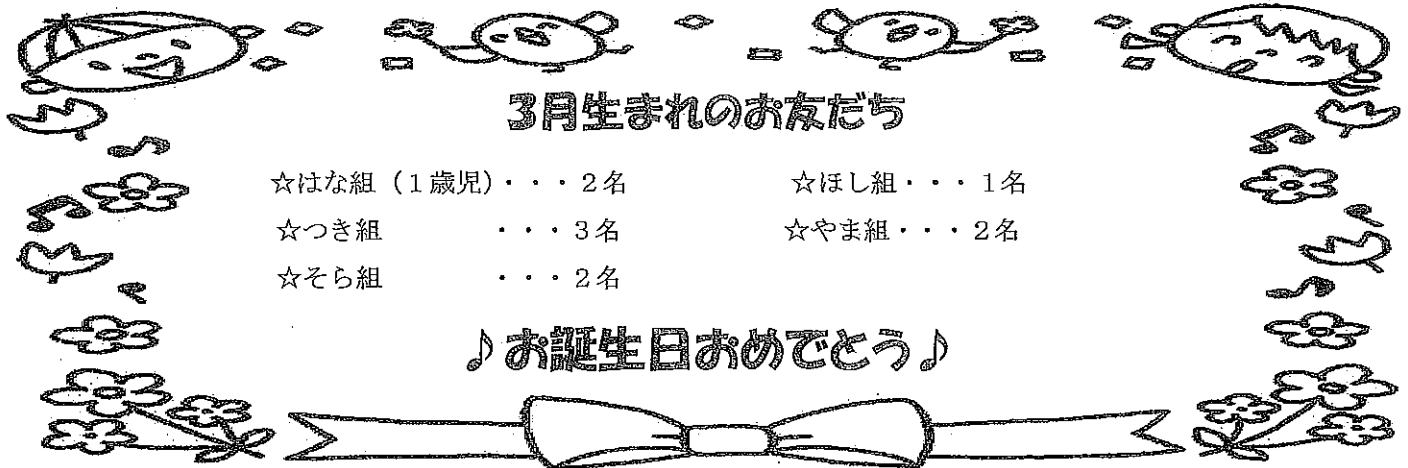 3月生まれのお友だち
☆はな組（1歳児）・・・2名 ☆ほし組・・・1名
☆つき組 ・・・3名 ☆やま組・・・2名
☆そら組 ・・・2名
♪お誕生日おめでとう♪